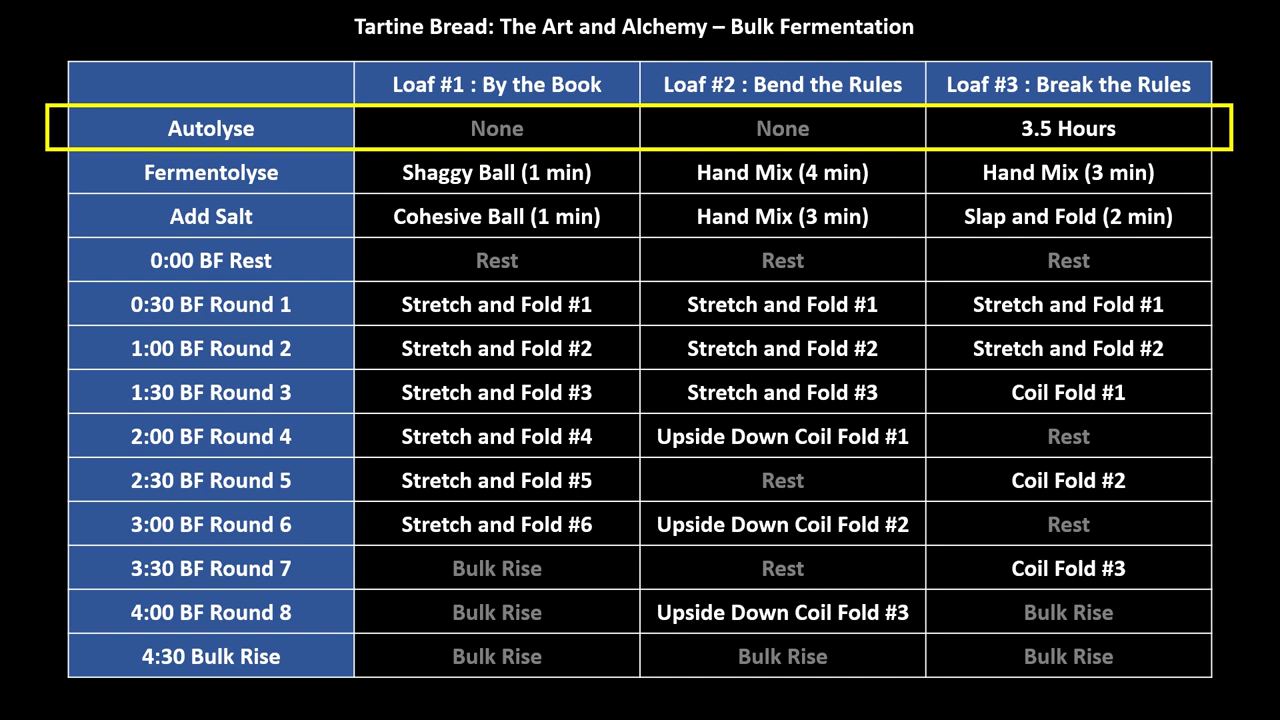 Tartine Bread: The Art and Alchemy – Bulk Fermentation
Loaf #1 : By the Book Loaf #2 : Bend the Rules Loaf #3 : Break the Rules
Autolyse None None 3.5 Hours
Fermentolyse Shaggy Ball (1 min) Hand Mix (4 min) Hand Mix (3 min)
Add Salt Cohesive Ball (1 min) Hand Mix (3 min) Slap and Fold (2 min)
0:00 BF Rest Rest Rest Rest
0:30 BF Round 1 Stretch and Fold #1 Stretch and Fold #1 Stretch and Fold #1
1:00 BF Round 2 Stretch and Fold #2 Stretch and Fold #2 Stretch and Fold #2
1:30 BF Round 3 Stretch and Fold #3 Stretch and Fold #3 Coil Fold #1
2:00 BF Round 4 Stretch and Fold #4 Upside Down Coil Fold #1 Rest
2:30 BF Round 5 Stretch and Fold #5 Rest Coil Fold #2
3:00 BF Round 6 Stretch and Fold #6 Upside Down Coil Fold #2 Rest
3:30 BF Round 7 Bulk Rise Rest Coil Fold #3
4:00 BF Round 8 Bulk Rise Upside Down Coil Fold #3 Bulk Rise
4:30 Bulk Rise Bulk Rise Bulk Rise Bulk Rise